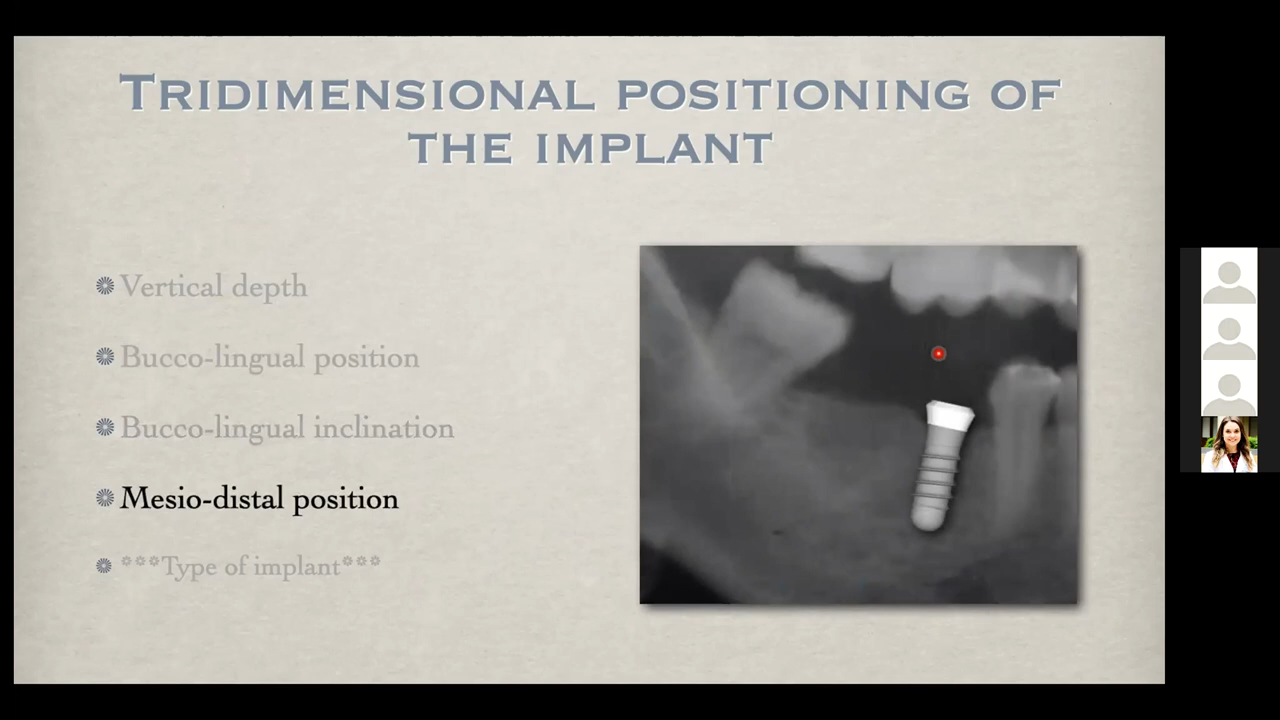 TRIDIMENSIONAL POSITIONING OF
THE IMPLANT
Vertical depth
Bucco-lingual position
Bucco-lingual inclination
Mesio-distal position
***Type of implant***